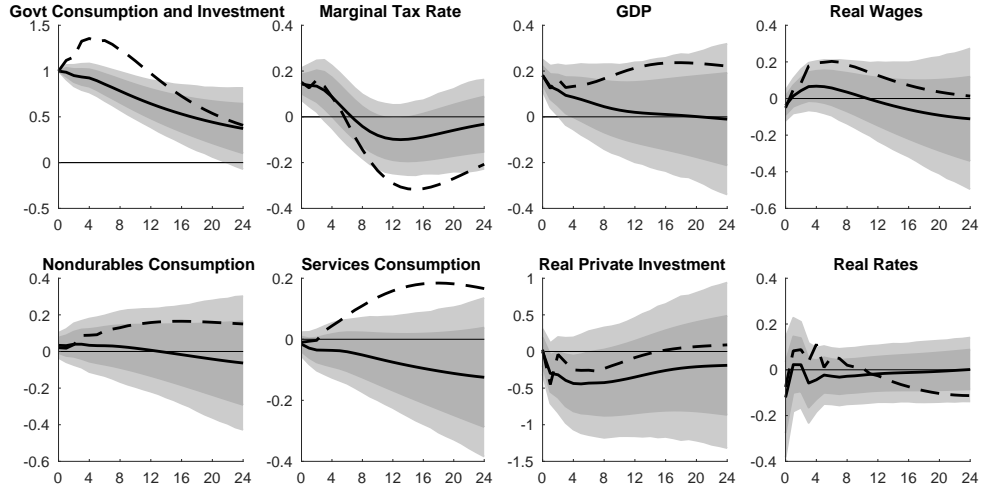 Govt Consumption and Investment
1.5
1
0.5
0
-0.5
0 4 8 12 16 20 24
Marginal Tax Rate
0.4
0.2
0
-0.2
-0.4
0 4 8 12 16 20 24
GDP
0.4
0.2
0
-0.2
-0.4
0 4 8 12 16 20 24
Real Wages
0.4
0.2
0
-0.2
-0.4
-0.6
0 4 8 12 16 20 24
Nondurables Consumption
0.4
0.2
0
-0.2
-0.4
-0.6
0 4 8 12 16 20 24
Services Consumption
0.2
0
-0.2
-0.4
0 4 8 12 16 20 24
Real Private Investment
1
0.5
0
-0.5
-1
-1.5
0 4 8 12 16 20 24
Real Rates
0.4
0.2
0
-0.2
-0.4
0 4 8 12 16 20 24